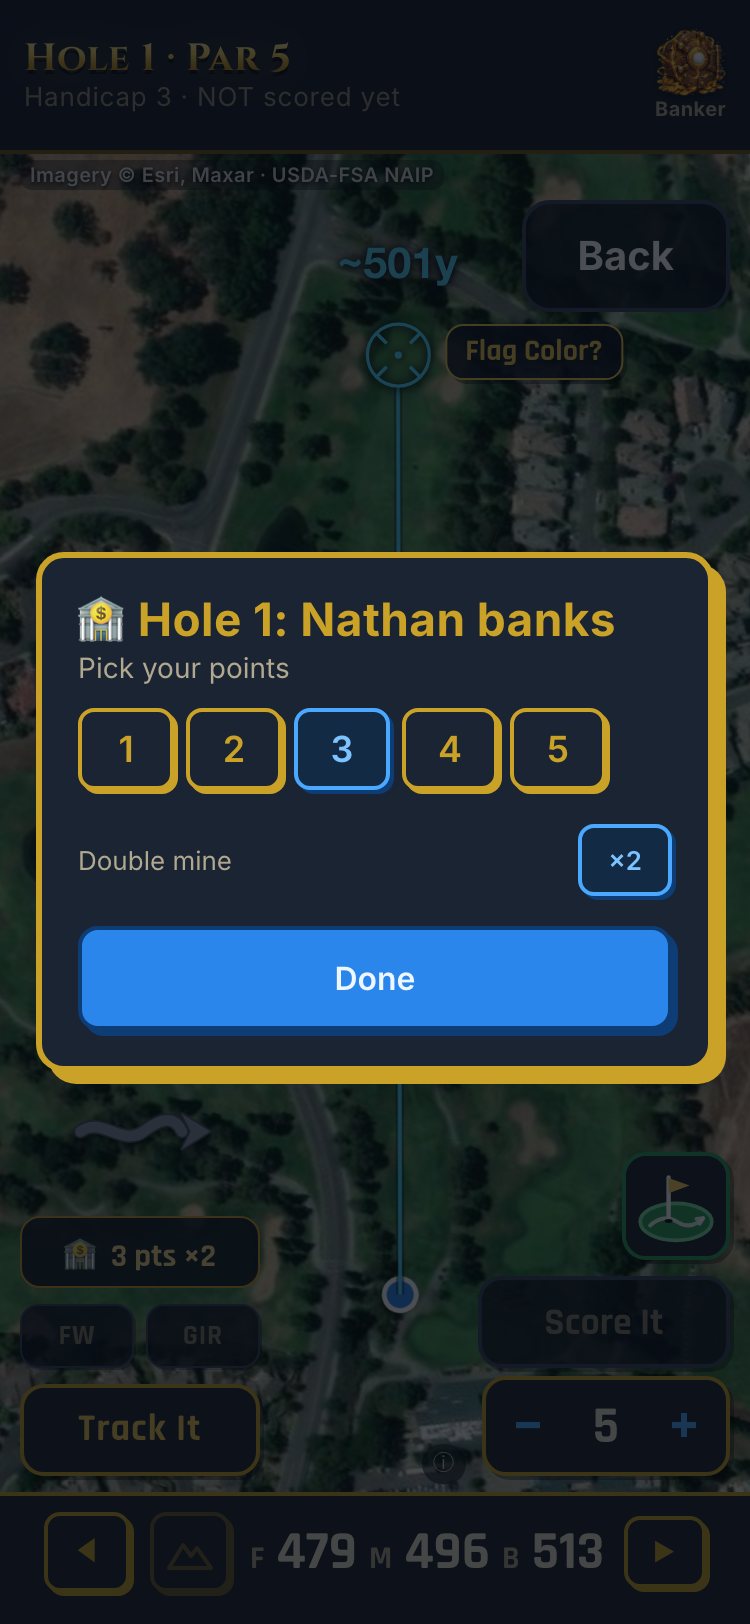 Hole 1 · Par 5
Handicap 3 · NOT scored yet
Banker
Imagery © Esri, Maxar · USDA-FSA NAIP
~501y
Back
Flag Color?
Hole 1: Nathan banks
Pick your points
1 2 3 4 5
Double mine ×2
Done
3 pts ×2
FW GIR
Score It
Track It
− 5 +
F 479 M 496 B 513